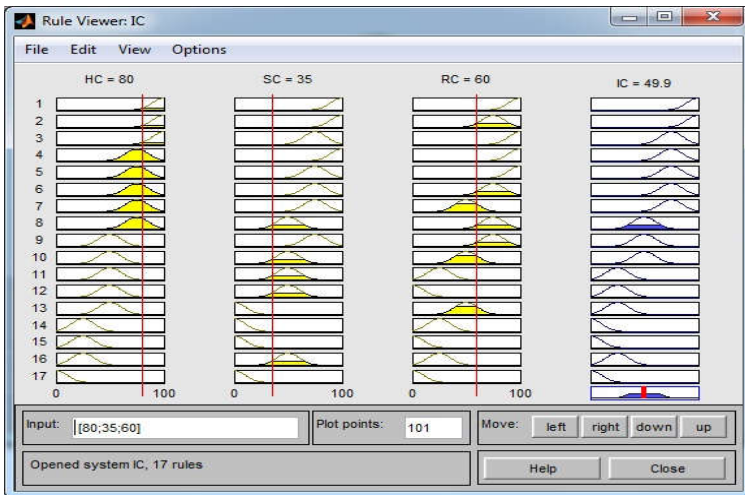 Rule Viewer: IC
File Edit View Options
HC = 80 SC = 35 RC = 60 IC = 49.9
1
2
3
4
5
6
7
8
9
10
11
12
13
14
15
16
17
0 100 0 100 0 100
Input: [80;35;60] Plot points: 101 Move: left right down up
Opened system IC, 17 rules Help Close